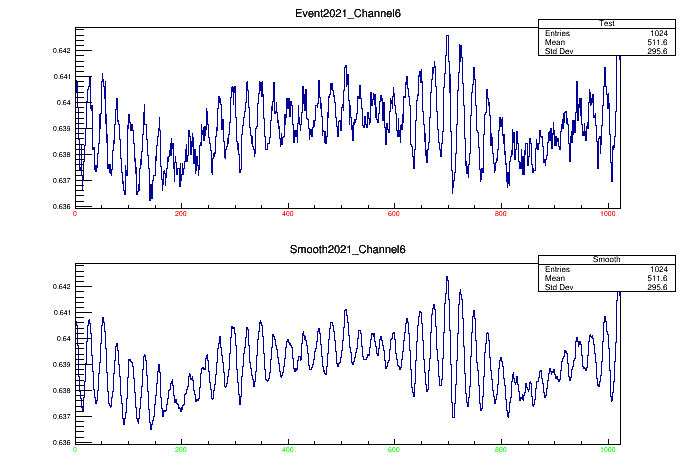 Event2021_Channel6
Test
Entries 1024
Mean 511.6
Std Dev 295.6
0.642
0.641
0.64
0.639
0.638
0.637
0.636
0 200 400 600 800 1000
Smooth2021_Channel6
Smooth
Entries 1024
Mean 511.6
Std Dev 295.6
0.642
0.641
0.64
0.639
0.638
0.637
0.636
0 200 400 600 800 1000